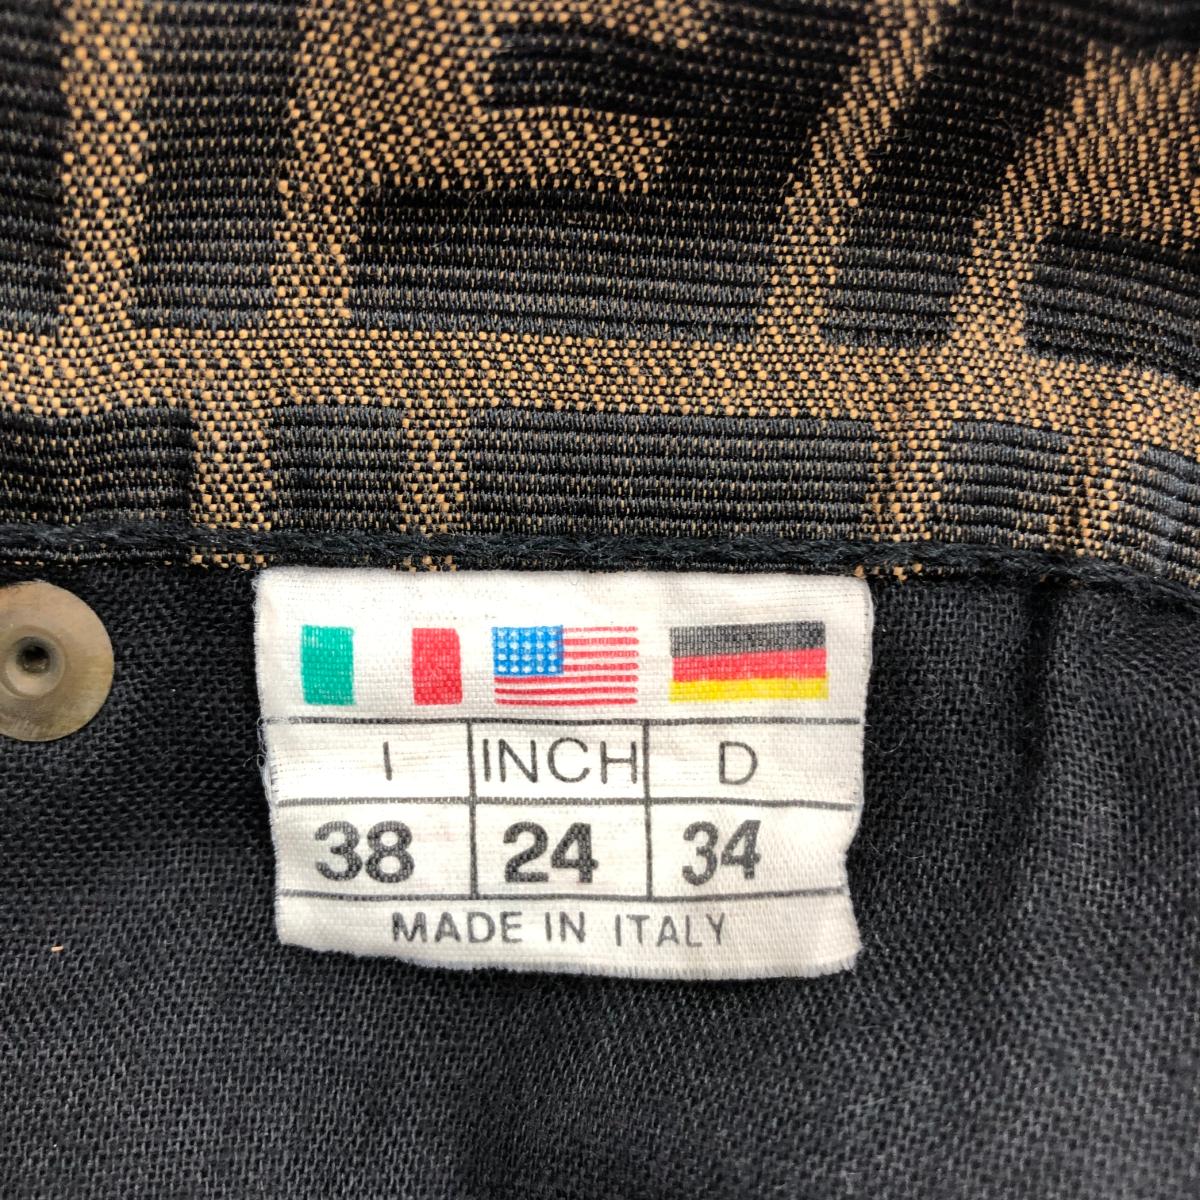 I INCH D
38 24 34
MADE IN ITALY